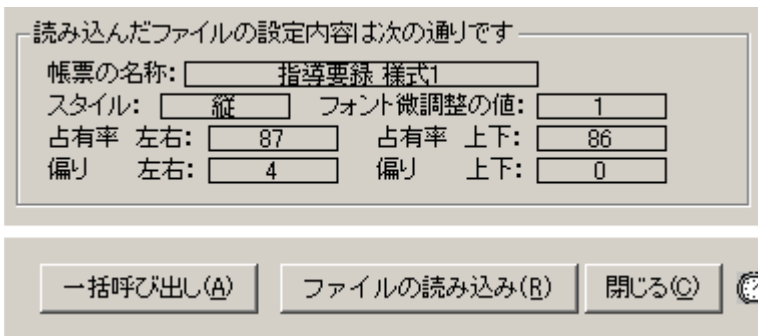 読み込んだファイルの設定内容は次の通りです
帳票の名称: 指導要録 様式1
スタイル: 縦 フォント微調整の値: 1
占有率 左右: 87 占有率 上下: 86
偏り 左右: 4 偏り 上下: 0
一括呼び出し(A) ファイルの読み込み(R) 閉じる(C)